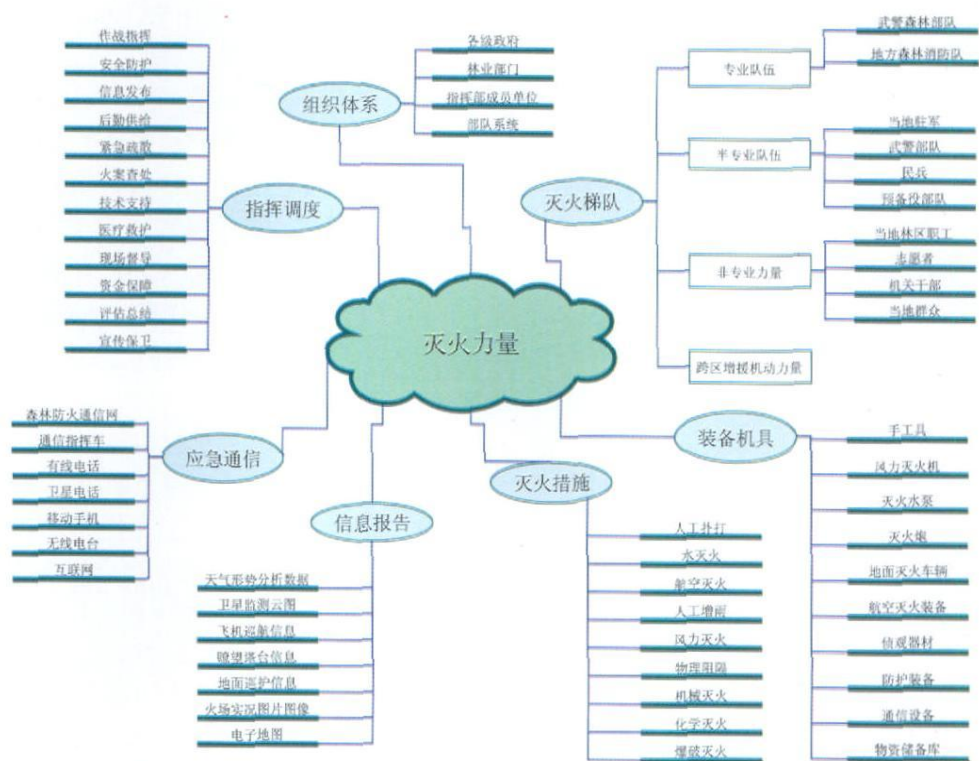 作战指挥
安全防护
信息发布
后勤供给
紧急疏散
火案查处
技术支持
医疗救护
现场督导
资金保障
评估总结
宣传保卫
指挥调度
组织体系
各级政府
林业部门
指挥部成员单位
部队系统
灭火梯队
专业队伍
武警森林部队
地方森林消防队
半专业队伍
当地驻军
武警部队
民兵
预备役部队
非专业力量
当地林区职工
志愿者
机关干部
当地群众
跨区增援机动力量
灭火力量
森林防火通信网
通信指挥车
有线电话
卫星电话
移动手机
无线电台
互联网
应急通信
信息报告
天气形势分析数据
卫星监测云图
飞机巡航信息
瞭望塔台信息
地面巡护信息
火场实况图片图像
电子地图
灭火措施
人工扑打
水灭火
航空灭火
人工增雨
风力灭火
物理阻隔
机械灭火
化学灭火
爆破灭火
装备机具
手工具
风力灭火机
灭火水泵
灭火炮
地面灭火车辆
航空灭火装备
侦观器材
防护装备
通信设备
物资储备库